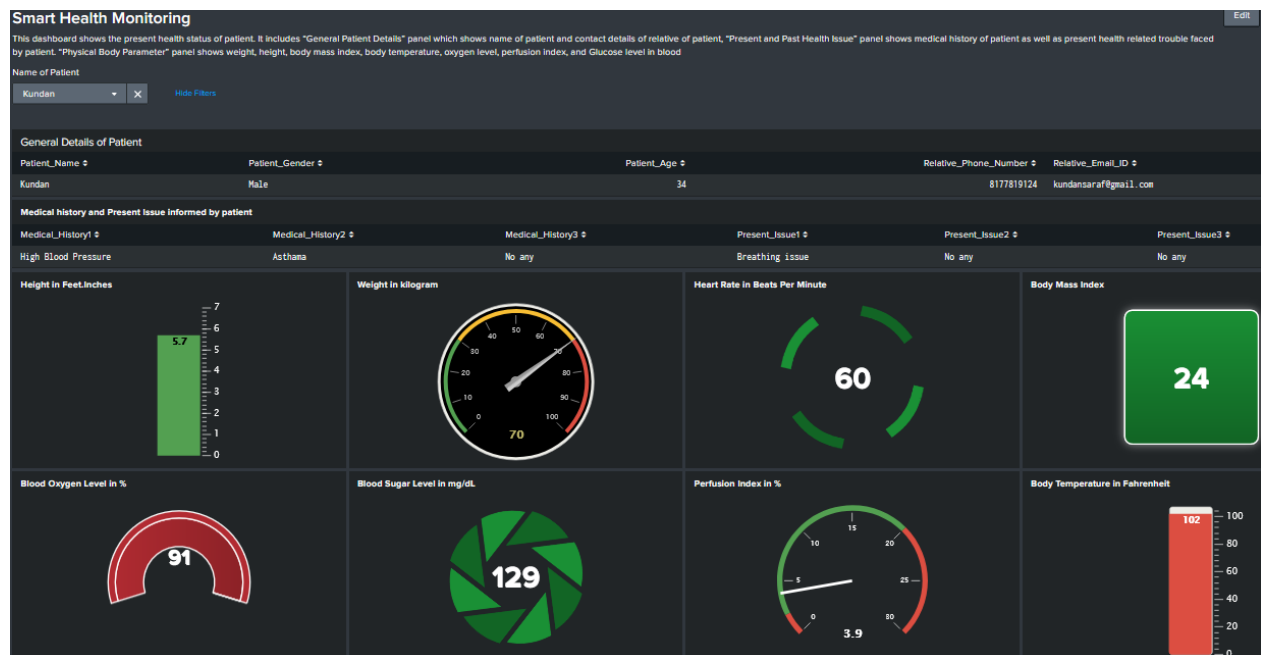 Smart Health Monitoring
Edit
This dashboard shows the present health status of patient. It includes "General Patient Details" panel which shows name of patient and contact details of relative of patient, "Present and Past Health Issue" panel shows medical history of patient as well as present health related trouble faced
by patient. "Physical Body Parameter" panel shows weight, height, body mass index, body temperature, oxygen level, perfusion index, and Glucose level in blood
Name of Patient
Kundan
Hide Filters
General Details of Patient
Patient_Name Patient_Gender Patient_Age Relative_Phone_Number Relative_Email_ID
Kundan Male 34 8177819124 kundansaraf@gmail.com
Medical history and Present Issue informed by patient
Medical_History1 Medical_History2 Medical_History3 Present_Issue1 Present_Issue2 Present_Issue3
High Blood Pressure Asthama No any Breathing issue No any No any
Height in Feet.Inches
5.7
7
6
5
4
3
2
1
0
Weight in kilogram
0
10
20
30
40
50
60
70
80
90
100
70
Heart Rate in Beats Per Minute
60
Body Mass Index
24
Blood Oxygen Level in %
91
Blood Sugar Level in mg/dL
129
Perfusion Index in %
0
5
10
15
20
25
30
3.9
Body Temperature in Fahrenheit
102
100
80
60
40
20
0